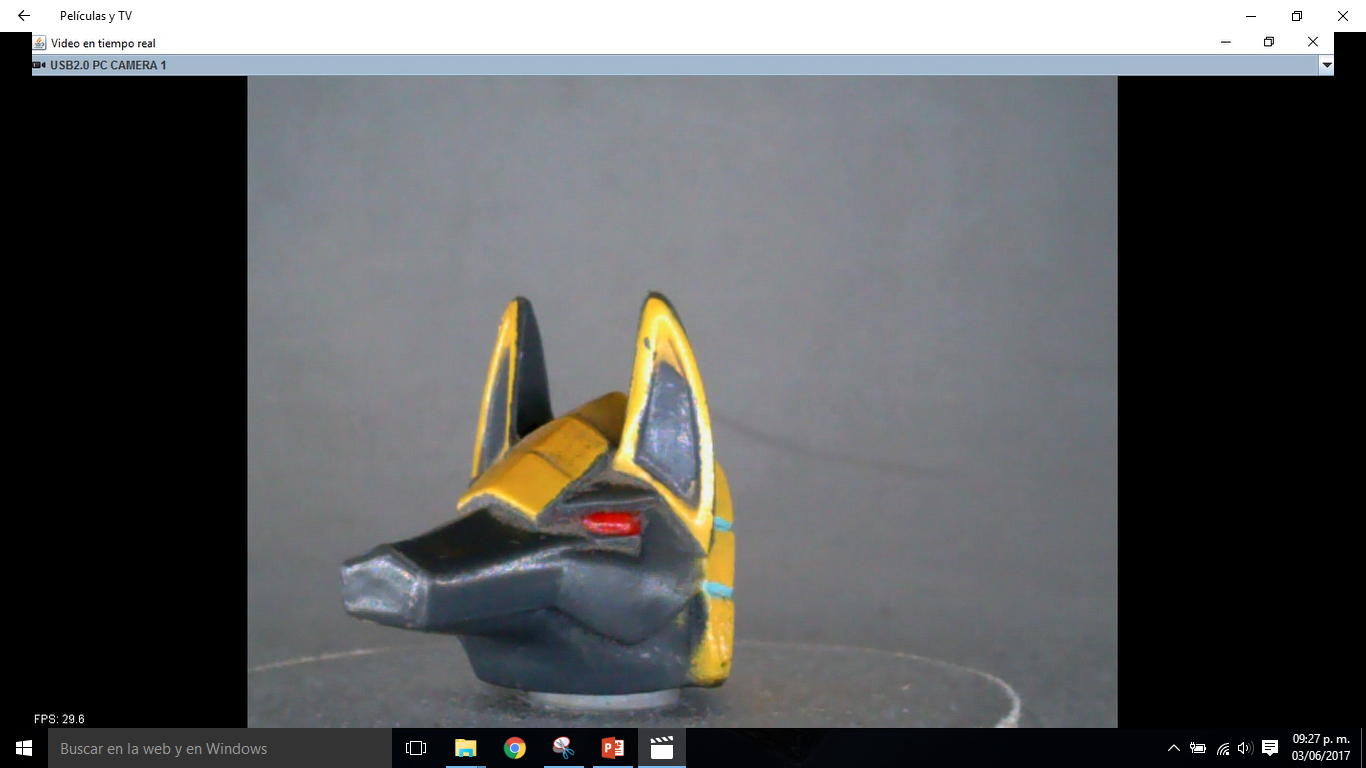 Películas y TV
Video en tiempo real
USB2.0 PC CAMERA 1
FPS: 29.6
Buscar en la web y en Windows
09:27 p. m.
03/06/2017